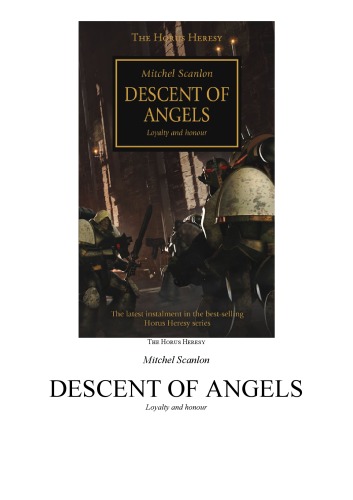 THE HORUS HERESY
Mitchel Scanlon
DESCENT OF
ANGELS
Loyalty and honour
The latest instalment in the best-selling
Horus Heresy series
THE HORUS HERESY
Mitchel Scanlon
DESCENT OF ANGELS
Loyalty and honour